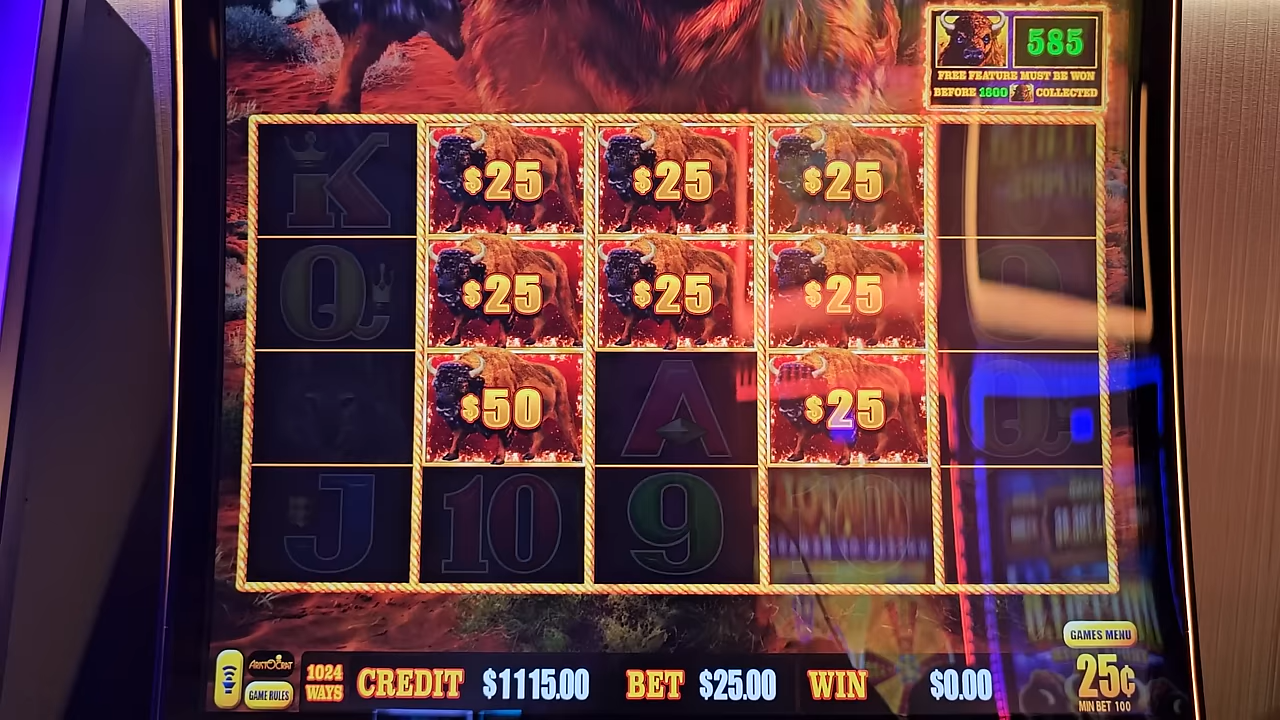 585
FREE FEATURE MUST BE WON
BEFORE 1800 COLLECTED
K $25 $25 $25
Q $25 $25 $25 Q
$50 A $25 Q
J 10 9 10
ARISTOCRAT
GAME RULES
1024 WAYS
CREDIT $1115.00 BET $25.00 WIN $0.00
GAMES MENU
25¢
MIN BET 100